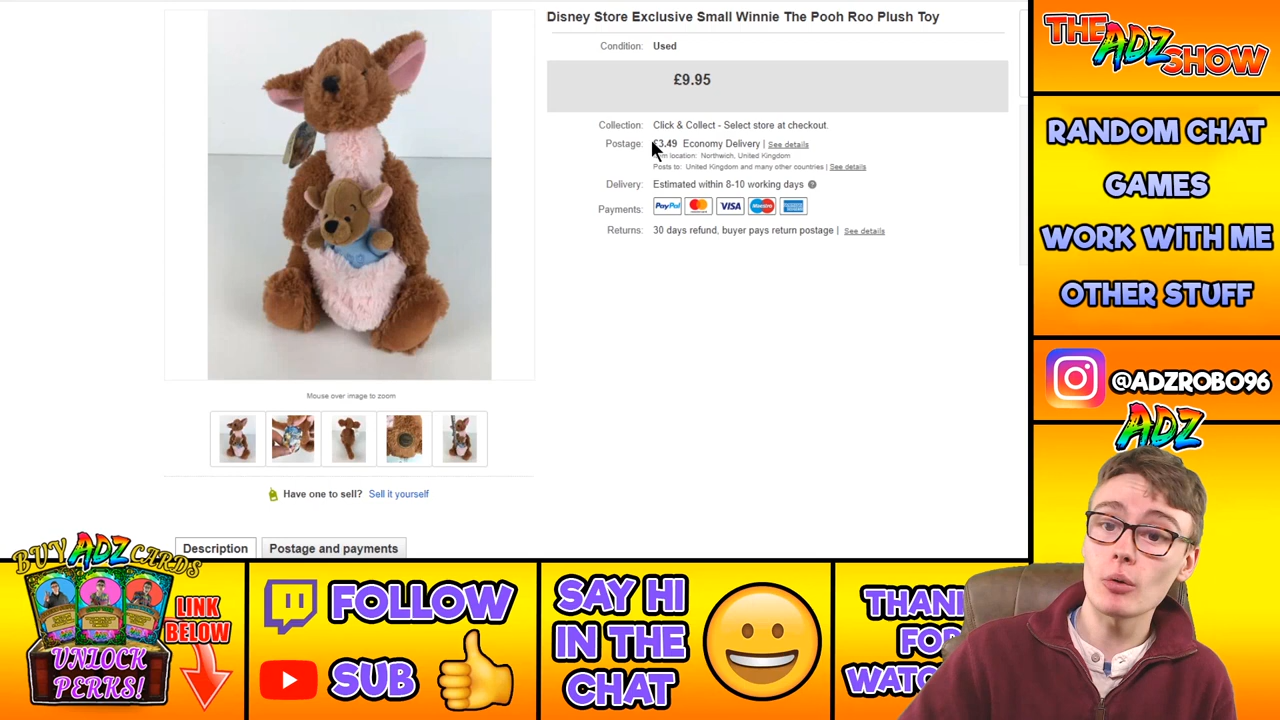 Disney Store Exclusive Small Winnie The Pooh Roo Plush Toy
Condition: Used
£9.95
Collection: Click & Collect - Select store at checkout.
Postage: £3.49 Economy Delivery | See details
location: Northwich, United Kingdom
Posts to: United Kingdom and many other countries | See details
Delivery: Estimated within 8-10 working days ?
Payments: PayPal VISA
Returns: 30 days refund, buyer pays return postage | See details
Mouse over image to zoom
Have one to sell? Sell it yourself
Description Postage and payments
THE ADZ SHOW
RANDOM CHAT
GAMES
WORK WITH ME
OTHER STUFF
@ADZROBO96
ADZ
BUY ADZ CARDS
LINK
BELOW
UNLOCK
PERKS!
FOLLOW
SUB
SAY HI
IN THE
CHAT
THAN
FOR
WATC